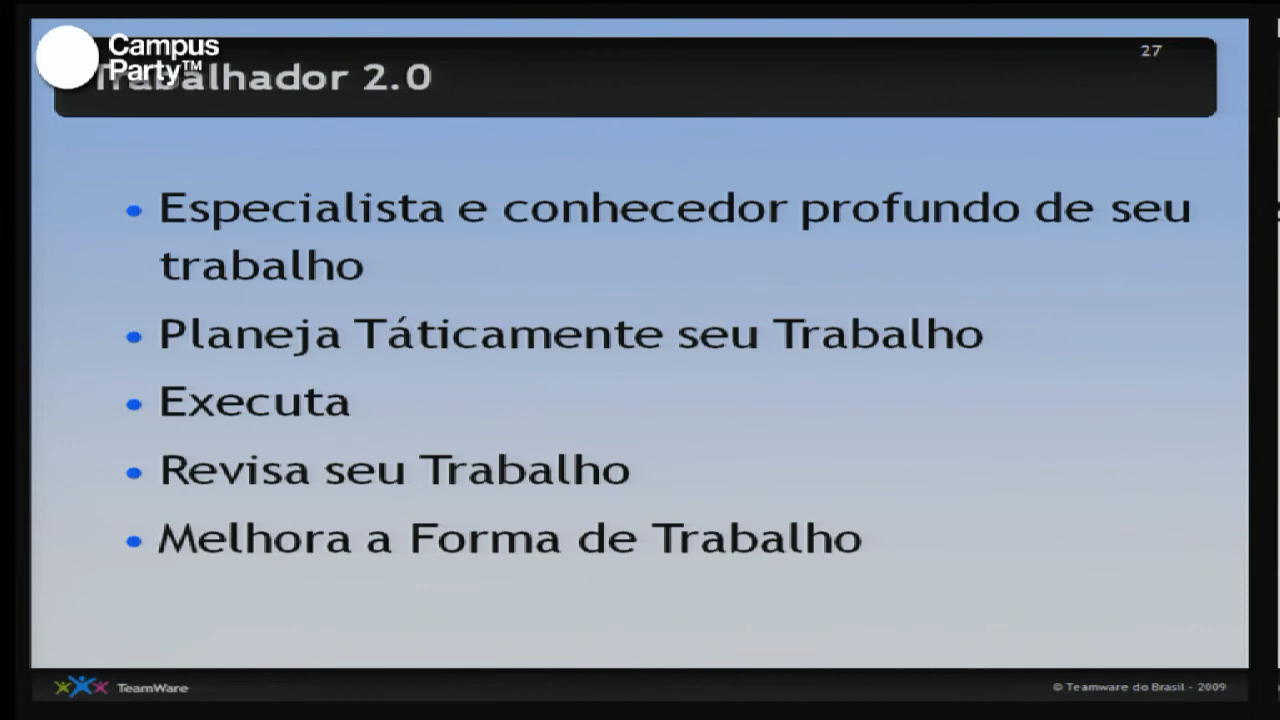 Campus
Party™
27
Trabalhador 2.0
• Especialista e conhecedor profundo de seu
trabalho
• Planeja Táticamente seu Trabalho
• Executa
• Revisa seu Trabalho
• Melhora a Forma de Trabalho
TeamWare
© Teamware do Brasil - 2009